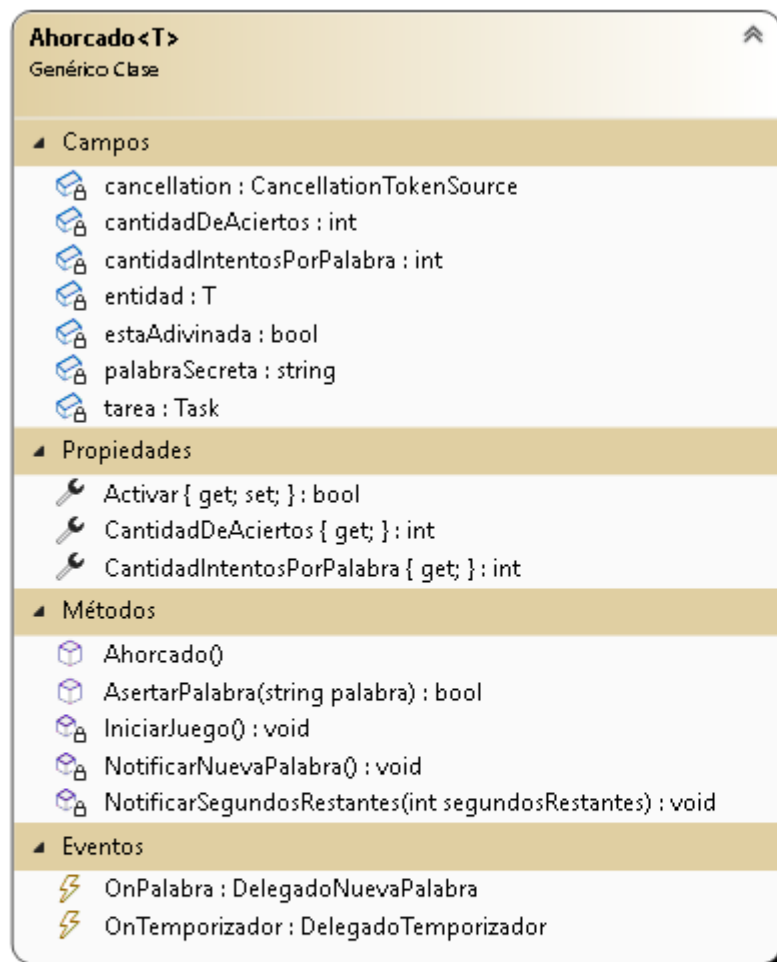 Ahorcado<T>
Genérico Clase
Campos
cancellation : CancellationTokenSource
cantidadDeAciertos : int
cantidadIntentosPorPalabra : int
entidad : T
estaAdivinada : bool
palabraSecreta : string
tarea : Task
Propiedades
Activar { get; set; } : bool
CantidadDeAciertos { get; } : int
CantidadIntentosPorPalabra { get; } : int
Métodos
Ahorcado()
AsertarPalabra(string palabra) : bool
IniciarJuego() : void
NotificarNuevaPalabra() : void
NotificarSegundosRestantes(int segundosRestantes) : void
Eventos
OnPalabra : DelegadoNuevaPalabra
OnTemporizador : DelegadoTemporizador